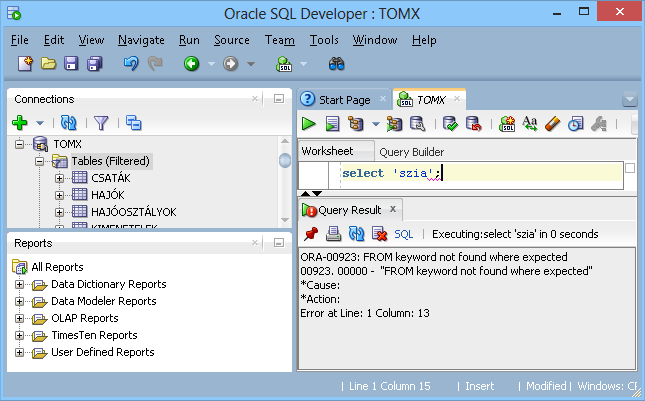 Oracle SQL Developer : TOMX
File Edit View Navigate Run Source Team Tools Window Help
Connections
TOMX
Tables (Filtered)
CSATÁK
HAJÓK
HAJÓOSZTÁLYOK
KIMENETELEK
Reports
All Reports
Data Dictionary Reports
Data Modeler Reports
OLAP Reports
TimesTen Reports
User Defined Reports
Start Page TOMX
Worksheet Query Builder
select 'szia';
Query Result x
SQL | Executing:select 'szia' in 0 seconds
ORA-00923: FROM keyword not found where expected
00923. 00000 - "FROM keyword not found where expected"
*Cause:
*Action:
Error at Line: 1 Column: 13
| Line 1 Column 15 | Insert | Modified | Windows: CF